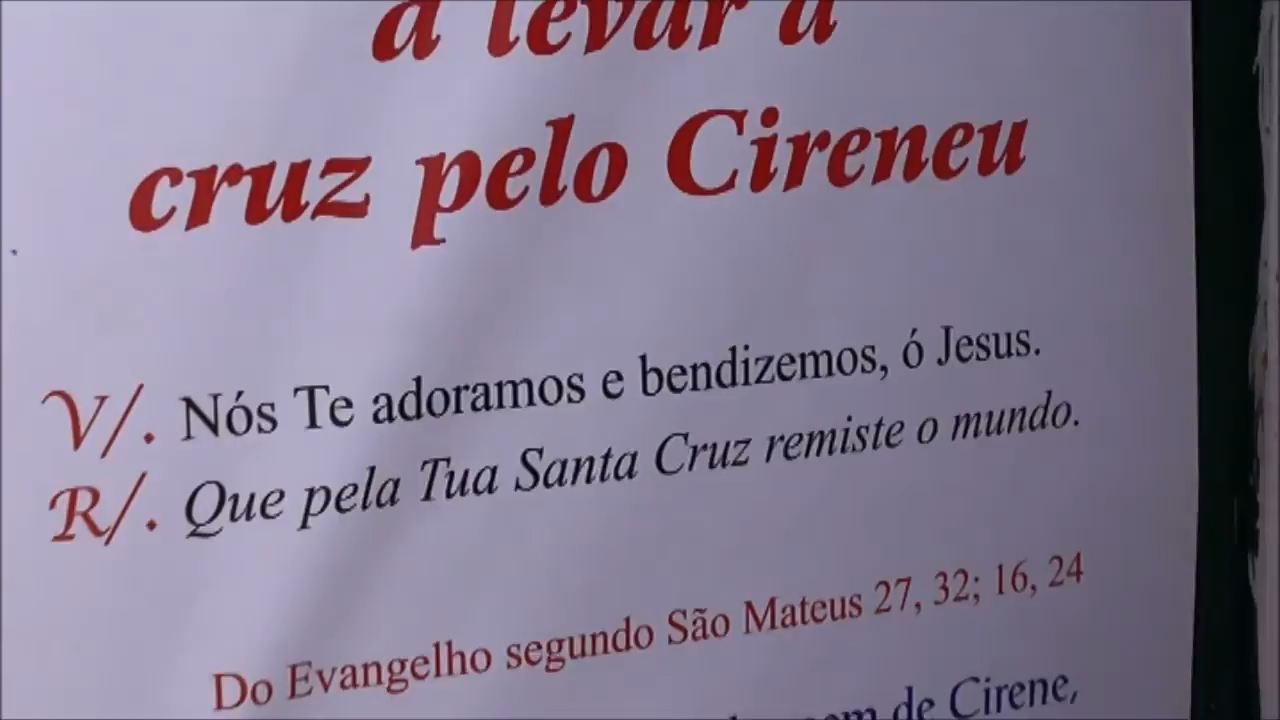 a levar a
cruz pelo Cireneu
V/. Nós Te adoramos e bendizemos, ó Jesus.
R/. Que pela Tua Santa Cruz remiste o mundo.
Do Evangelho segundo São Mateus 27, 32; 16, 24
de Cirene,